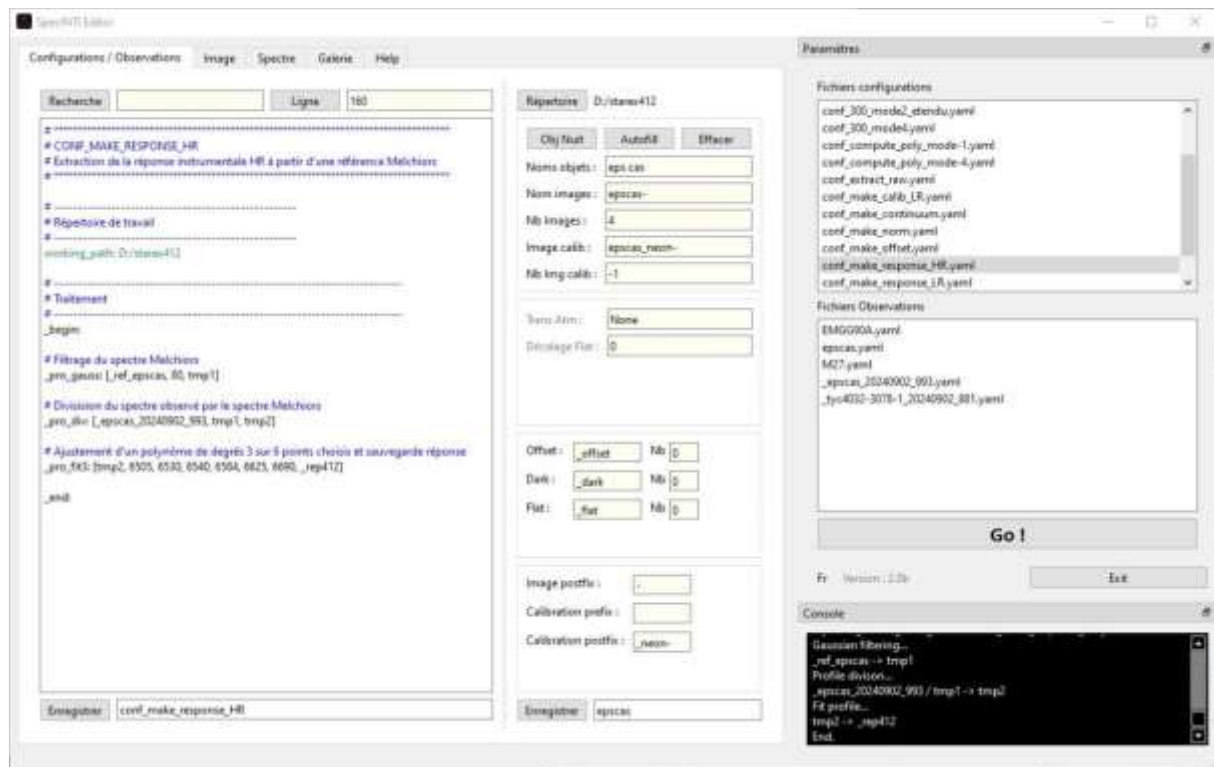 SpecINTI Editor
Configurations / Observations Image Spectre Galerie Help
Recherche Ligne 160
# CONF_MAKE_RESPONSE_HR
# Extraction de la réponse instrumentale HR à partir d'une référence Melchiors
# Répertoire de travail
working_path: D:/starex412
# Traitement
_begin:
# Filtrage du spectre Melchiors
_pro_gauss: [_ref_epscas, 80, tmp1]
# Divisision du spectre observé par le spectre Melchiors
_pro_div: [_epscas_20240902_993, tmp1, tmp2]
# Ajustement d'un polynôme de degrés 3 sur 6 points choisis et sauvegarde réponse
_pro_fit3: [tmp2, 6505, 6530, 6540, 6584, 6625, 6690, _rep412]
_end:
Enregistrer conf_make_response_HR
Répertoire D:/starex412
Obj Nuit Autofill Effacer
Noms objets : eps cas
Nom images : epscas-
Nb images : 4
Image calib : epscas_neon-
Nb img calib : -1
Trans Atm : None
Décalage Flat : 0
Offset : _offset Nb 0
Dark : _dark Nb 0
Flat : _flat Nb 0
Image postfix : -
Calibration prefix :
Calibration postfix : _neon-
Enregistrer epscas
Paramètres
Fichiers configurations
conf_300_mode2_etendu.yaml
conf_300_mode4.yaml
conf_compute_poly_mode-1.yaml
conf_compute_poly_mode-4.yaml
conf_extract_raw.yaml
conf_make_calib_LR.yaml
conf_make_continuum.yaml
conf_make_norm.yaml
conf_make_offset.yaml
conf_make_response_HR.yaml
conf_make_response_LR.yaml
Fichiers Observations
EMGG90A.yaml
epscas.yaml
M27.yaml
_epscas_20240902_993.yaml
_tyc4032-3078-1_20240902_881.yaml
Go !
Fr Version : 2.0b Exit
Console
Gaussian filtering...
_ref_epscas -> tmp1
Profile divison...
_epscas_20240902_993 / tmp1 -> tmp2
Fit profile...
tmp2 -> _rep412
End.